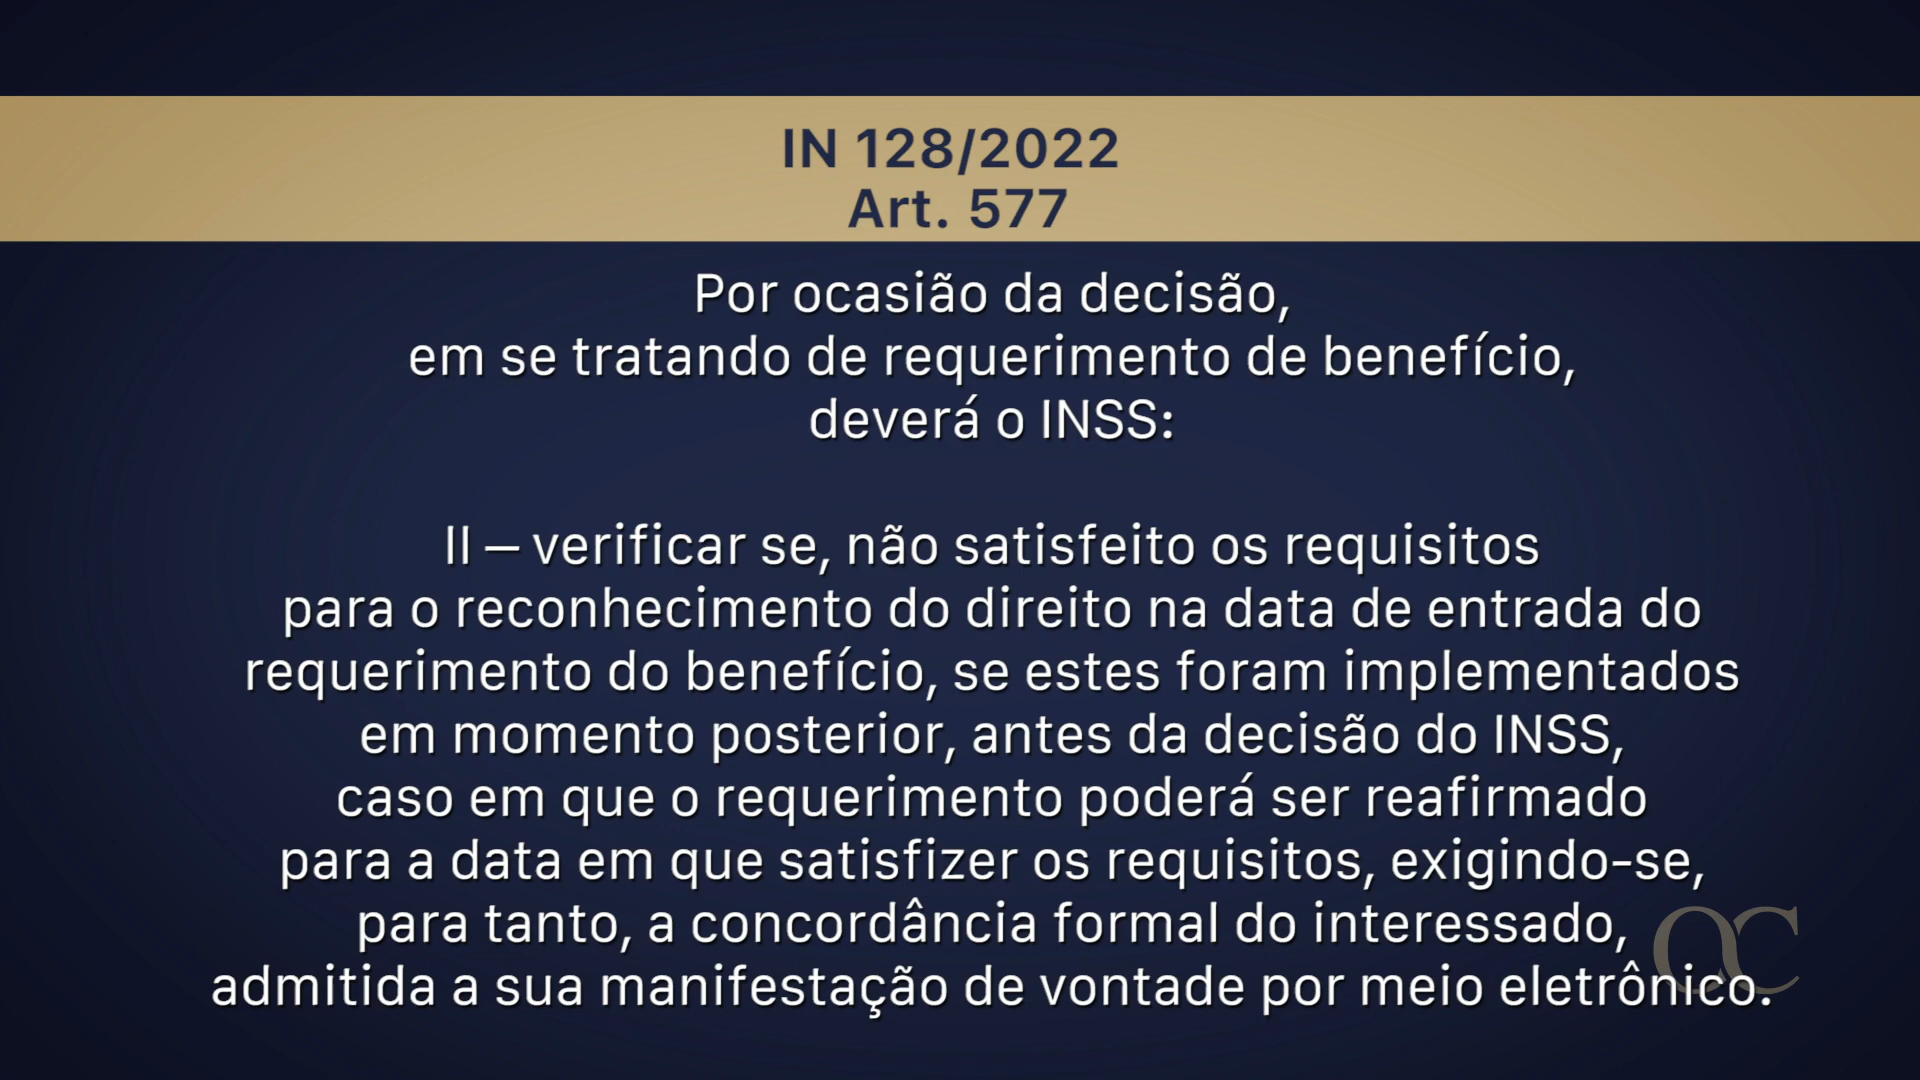 IN 128/2022
Art. 577
Por ocasião da decisão,
em se tratando de requerimento de benefício,
deverá o INSS:
II – verificar se, não satisfeito os requisitos
para o reconhecimento do direito na data de entrada do
requerimento do benefício, se estes foram implementados
em momento posterior, antes da decisão do INSS,
caso em que o requerimento poderá ser reafirmado
para a data em que satisfizer os requisitos, exigindo-se,
para tanto, a concordância formal do interessado,
admitida a sua manifestação de vontade por meio eletrônico.